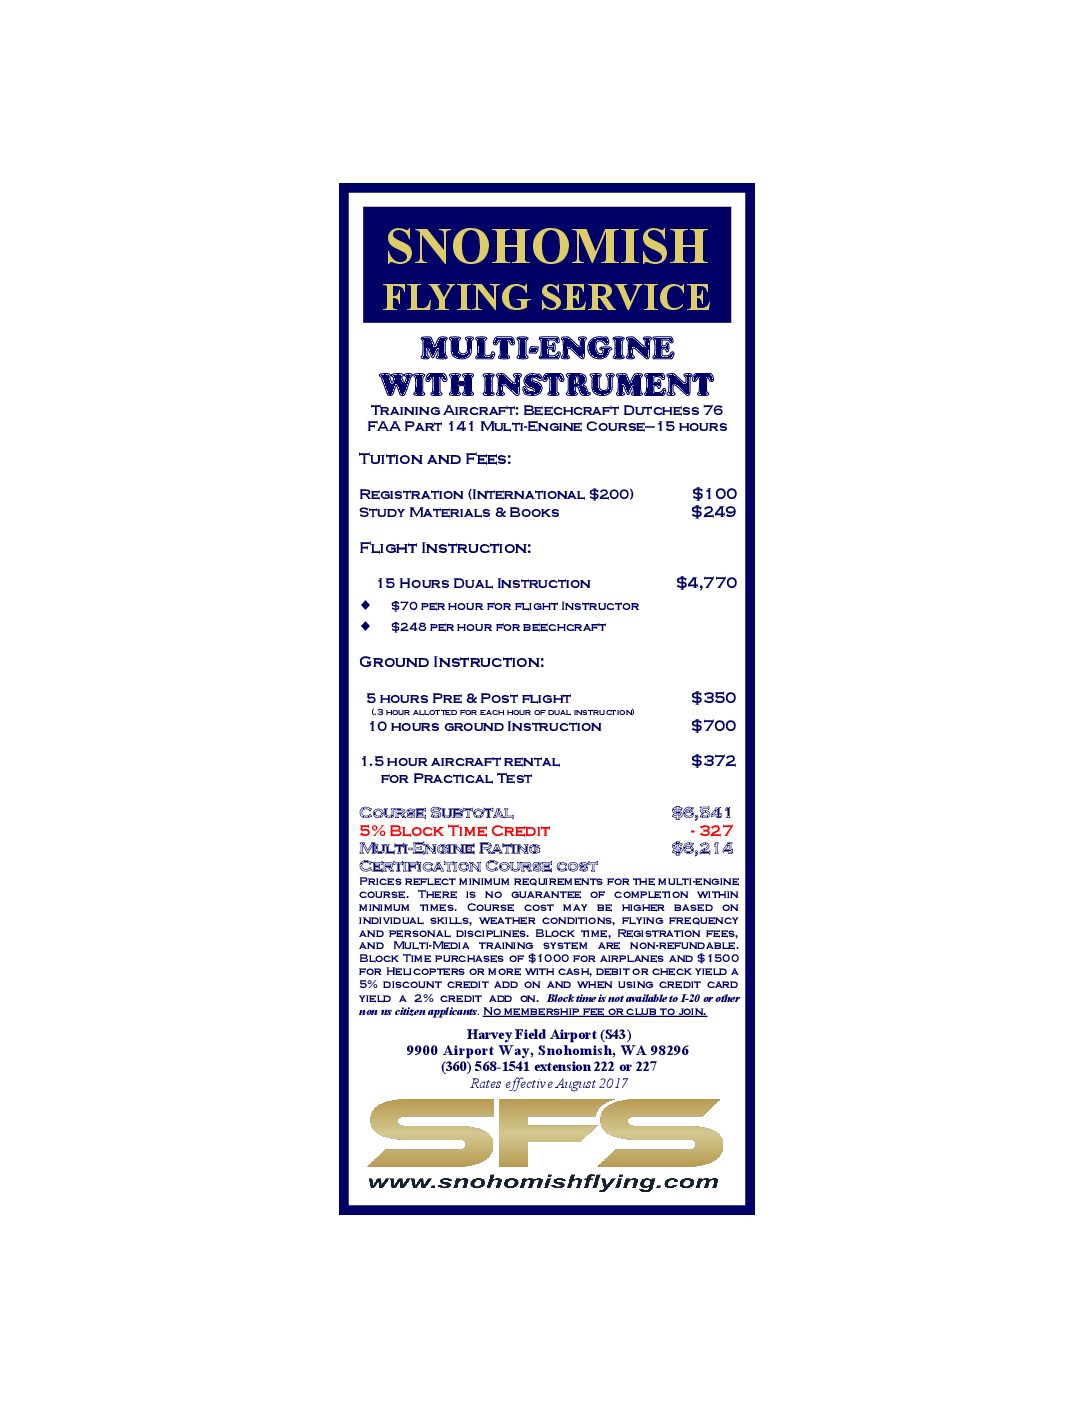 SNOHOMISH
FLYING SERVICE
MULTI-ENGINE
WITH INSTRUMENT
Training Aircraft: Beechcraft Dutchess 76
FAA Part 141 Multi-Engine Course—15 hours
Tuition and Fees:
Registration (International $200) $100
Study Materials & Books $249
Flight Instruction:
15 Hours Dual Instruction $4,770
◆ $70 per hour for flight Instructor
◆ $248 per hour for beechcraft
Ground Instruction:
5 hours Pre & Post flight $350
(.3 hour allotted for each hour of dual instruction)
10 hours ground Instruction $700
1.5 hour aircraft rental $372
for Practical Test
Course Subtotal $6,541
5% Block Time Credit - 327
Multi-Engine Rating $6,214
Certification Course cost
Prices reflect minimum requirements for the multi-engine
course. There is no guarantee of completion within
minimum times. Course cost may be higher based on
individual skills, weather conditions, flying frequency
and personal disciplines. Block time, Registration fees,
and Multi-Media training system are non-refundable.
Block Time purchases of $1000 for airplanes and $1500
for Helicopters or more with cash, debit or check yield a
5% discount credit add on and when using credit card
yield a 2% credit add on. Block time is not available to I-20 or other
non us citizen applicants. No membership fee or club to join.
Harvey Field Airport (S43)
9900 Airport Way, Snohomish, WA 98296
(360) 568-1541 extension 222 or 227
Rates effective August 2017
SFS
www.snohomishflying.com